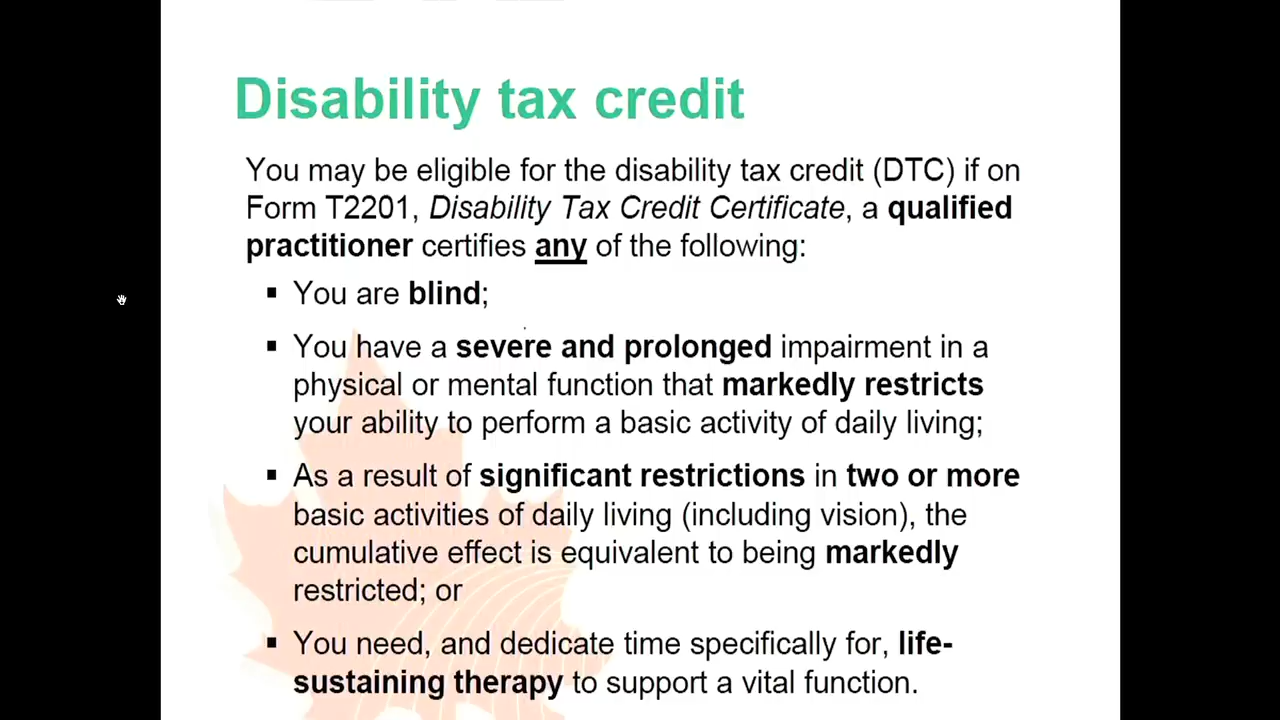 Disability tax credit
You may be eligible for the disability tax credit (DTC) if on
Form T2201, Disability Tax Credit Certificate, a qualified
practitioner certifies any of the following:
▪ You are blind;
▪ You have a severe and prolonged impairment in a
physical or mental function that markedly restricts
your ability to perform a basic activity of daily living;
▪ As a result of significant restrictions in two or more
basic activities of daily living (including vision), the
cumulative effect is equivalent to being markedly
restricted; or
▪ You need, and dedicate time specifically for, life-
sustaining therapy to support a vital function.